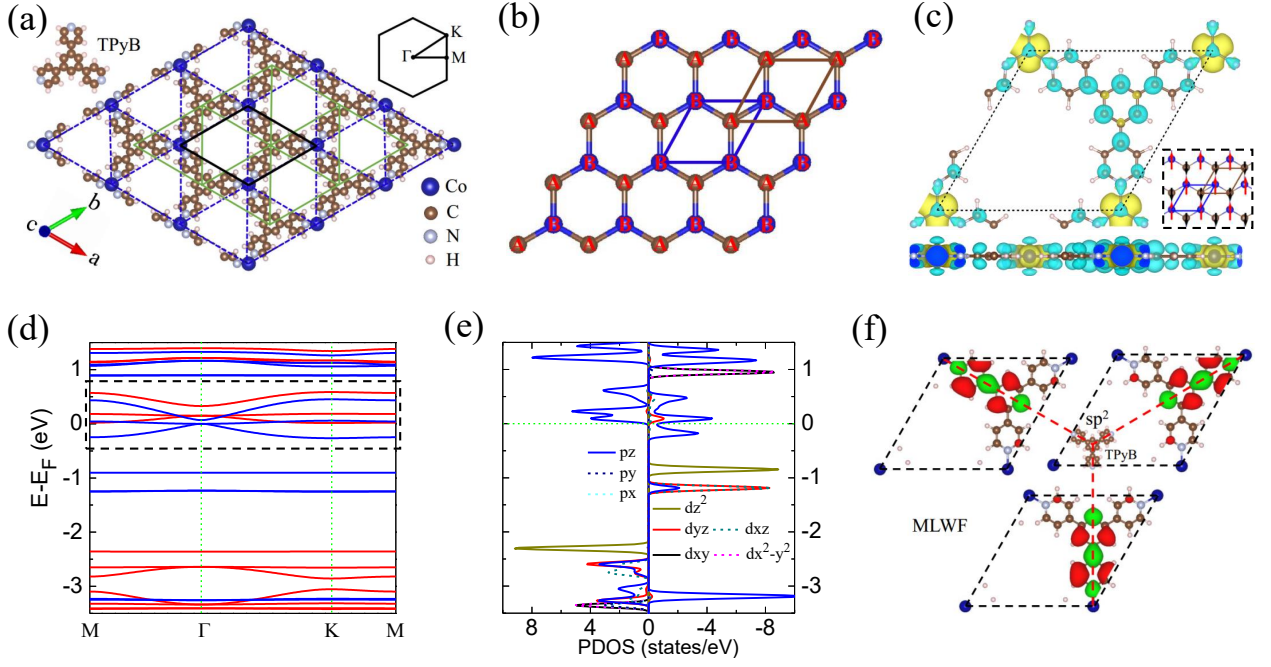 (a)
TPyB
K
Γ
M
Co
C
N
H
c
b
a
(b)
B B B B
A A A A
B B B B
A A A A
B B B B
A A A A
B B B B
A A A A
(c)
(d)
E-E_F (eV)
1
0
-1
-2
-3
M Γ K M
(e)
1
0
-1
-2
-3
pz
py
px
dz²
dyz dxz
dxy dx²-y²
8 4 0 -4 -8
PDOS (states/eV)
(f)
sp²
TPyB
MLWF